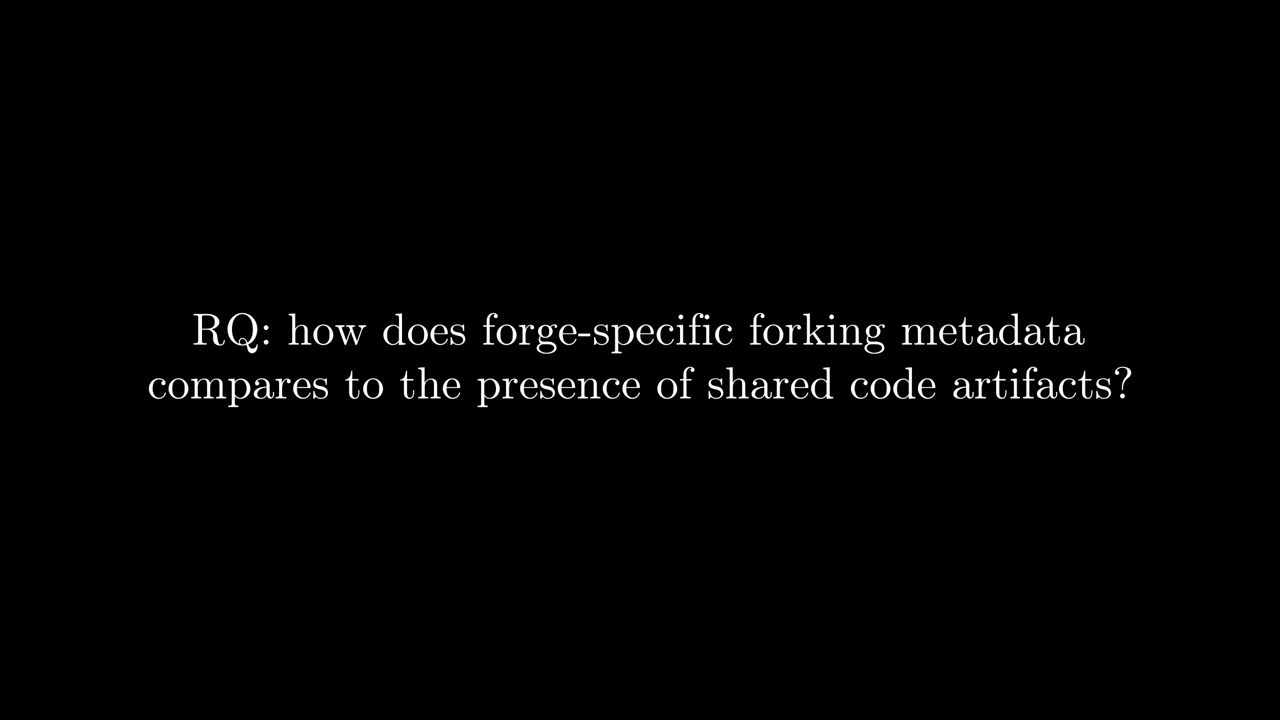 RQ: how does forge-specific forking metadata
compares to the presence of shared code artifacts?